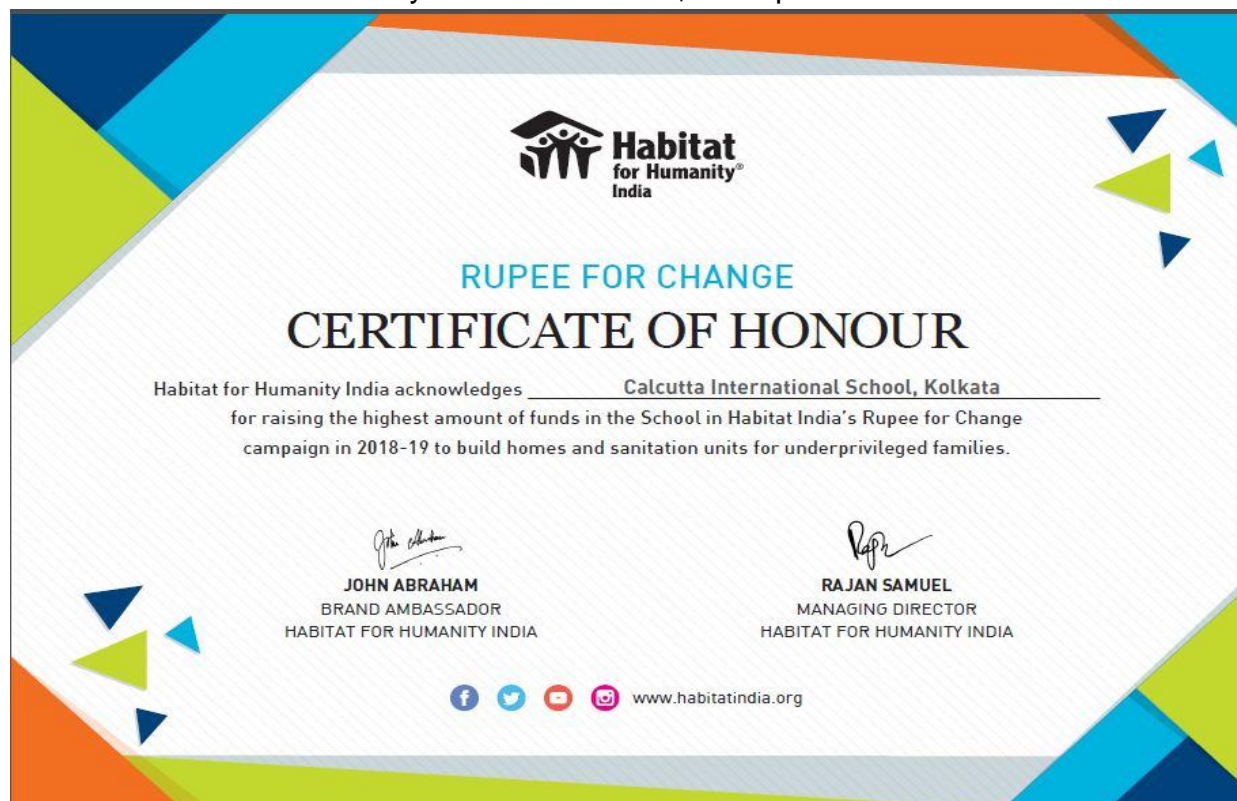 Habitat
for Humanity®
India
RUPEE FOR CHANGE
CERTIFICATE OF HONOUR
Habitat for Humanity India acknowledges Calcutta International School, Kolkata
for raising the highest amount of funds in the School in Habitat India's Rupee for Change
campaign in 2018-19 to build homes and sanitation units for underprivileged families.
John Abraham
JOHN ABRAHAM
BRAND AMBASSADOR
HABITAT FOR HUMANITY INDIA
RAJAN SAMUEL
MANAGING DIRECTOR
HABITAT FOR HUMANITY INDIA
www.habitatindia.org